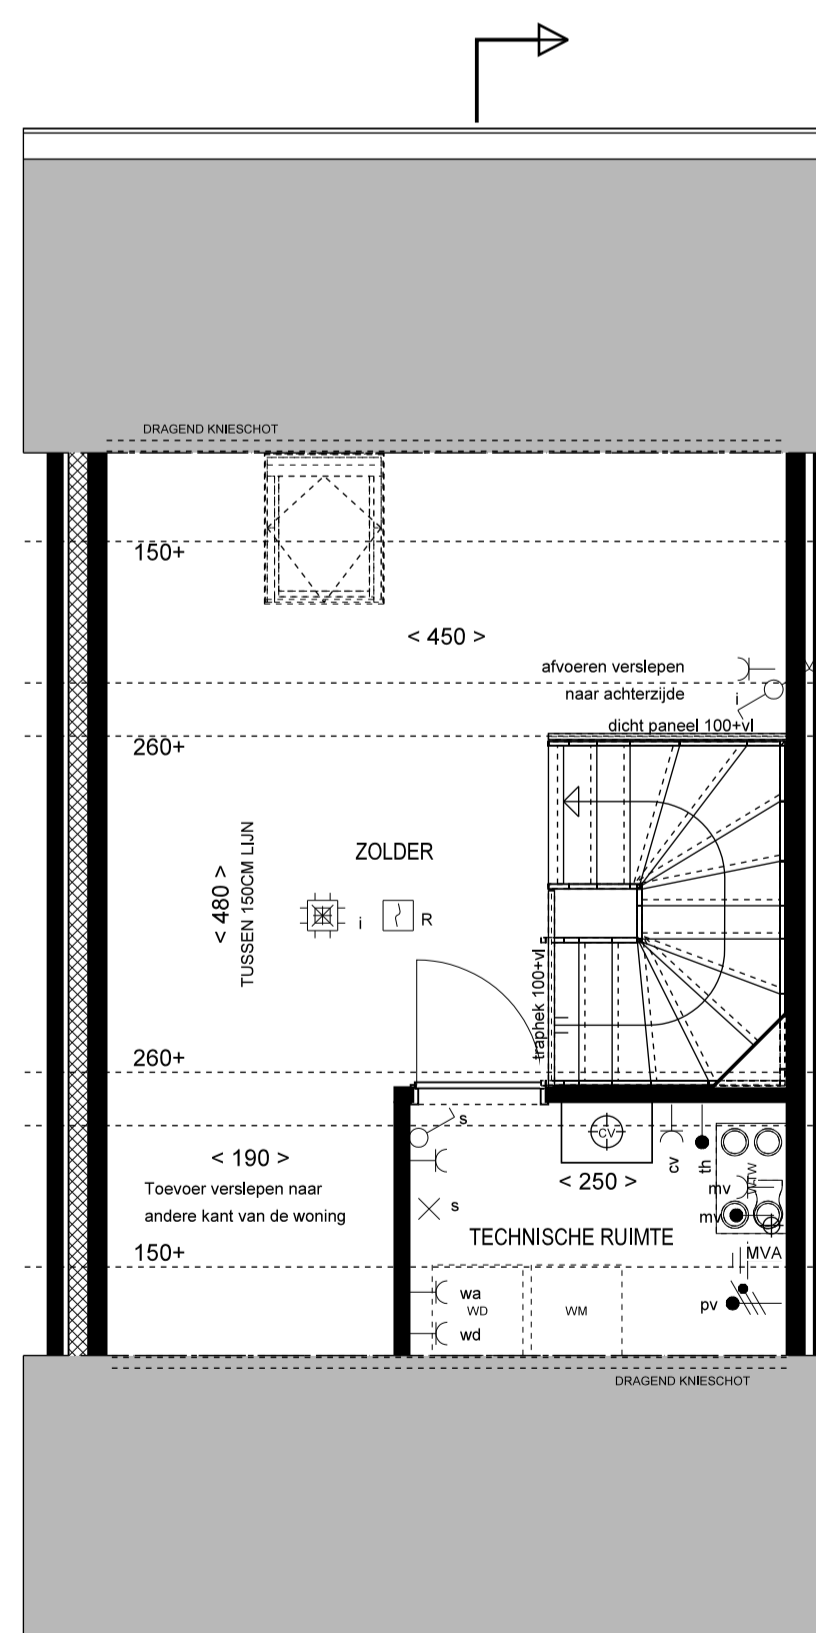 DRAGEND KNIESCHOT
150+
< 450 >
afvoeren verslepen
naar achterzijde
i
dicht paneel 100+vl
260+
ZOLDER
< 480 >
TUSSEN 150CM LIJN
i
R
traphek 100+vl
260+
s
CV
cv
th
WTW
< 190 >
< 250 >
mv
Toevoer verslepen naar
andere kant van de woning
s
mv
TECHNISCHE RUIMTE
150+
MVA
wa
WD
WM
pv
wd
DRAGEND KNIESCHOT